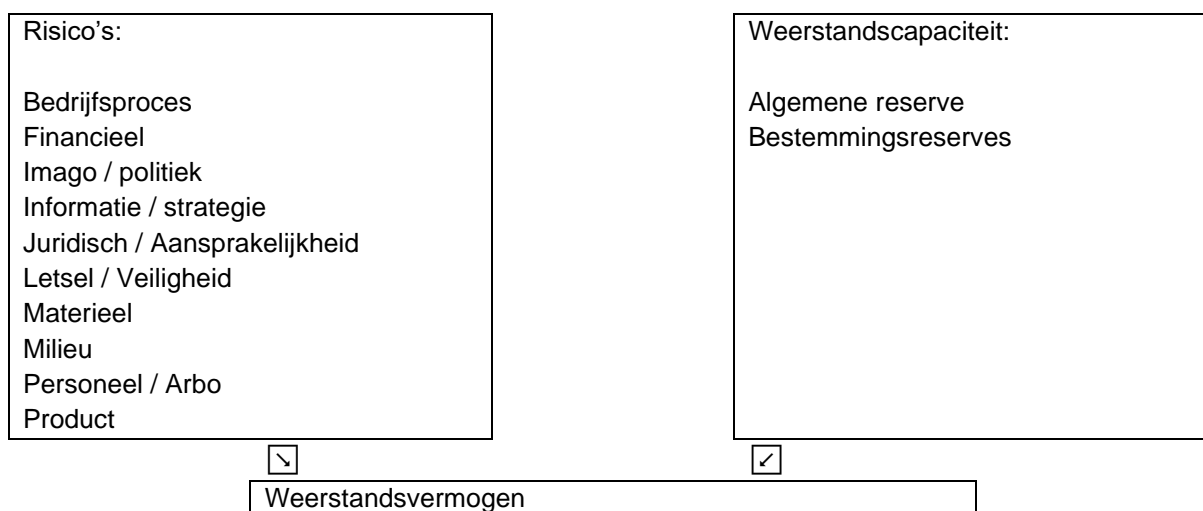 Risico's:
Bedrijfsproces
Financieel
Imago / politiek
Informatie / strategie
Juridisch / Aansprakelijkheid
Letsel / Veiligheid
Materieel
Milieu
Personeel / Arbo
Product
Weerstandscapaciteit:
Algemene reserve
Bestemmingsreserves
Weerstandsvermogen